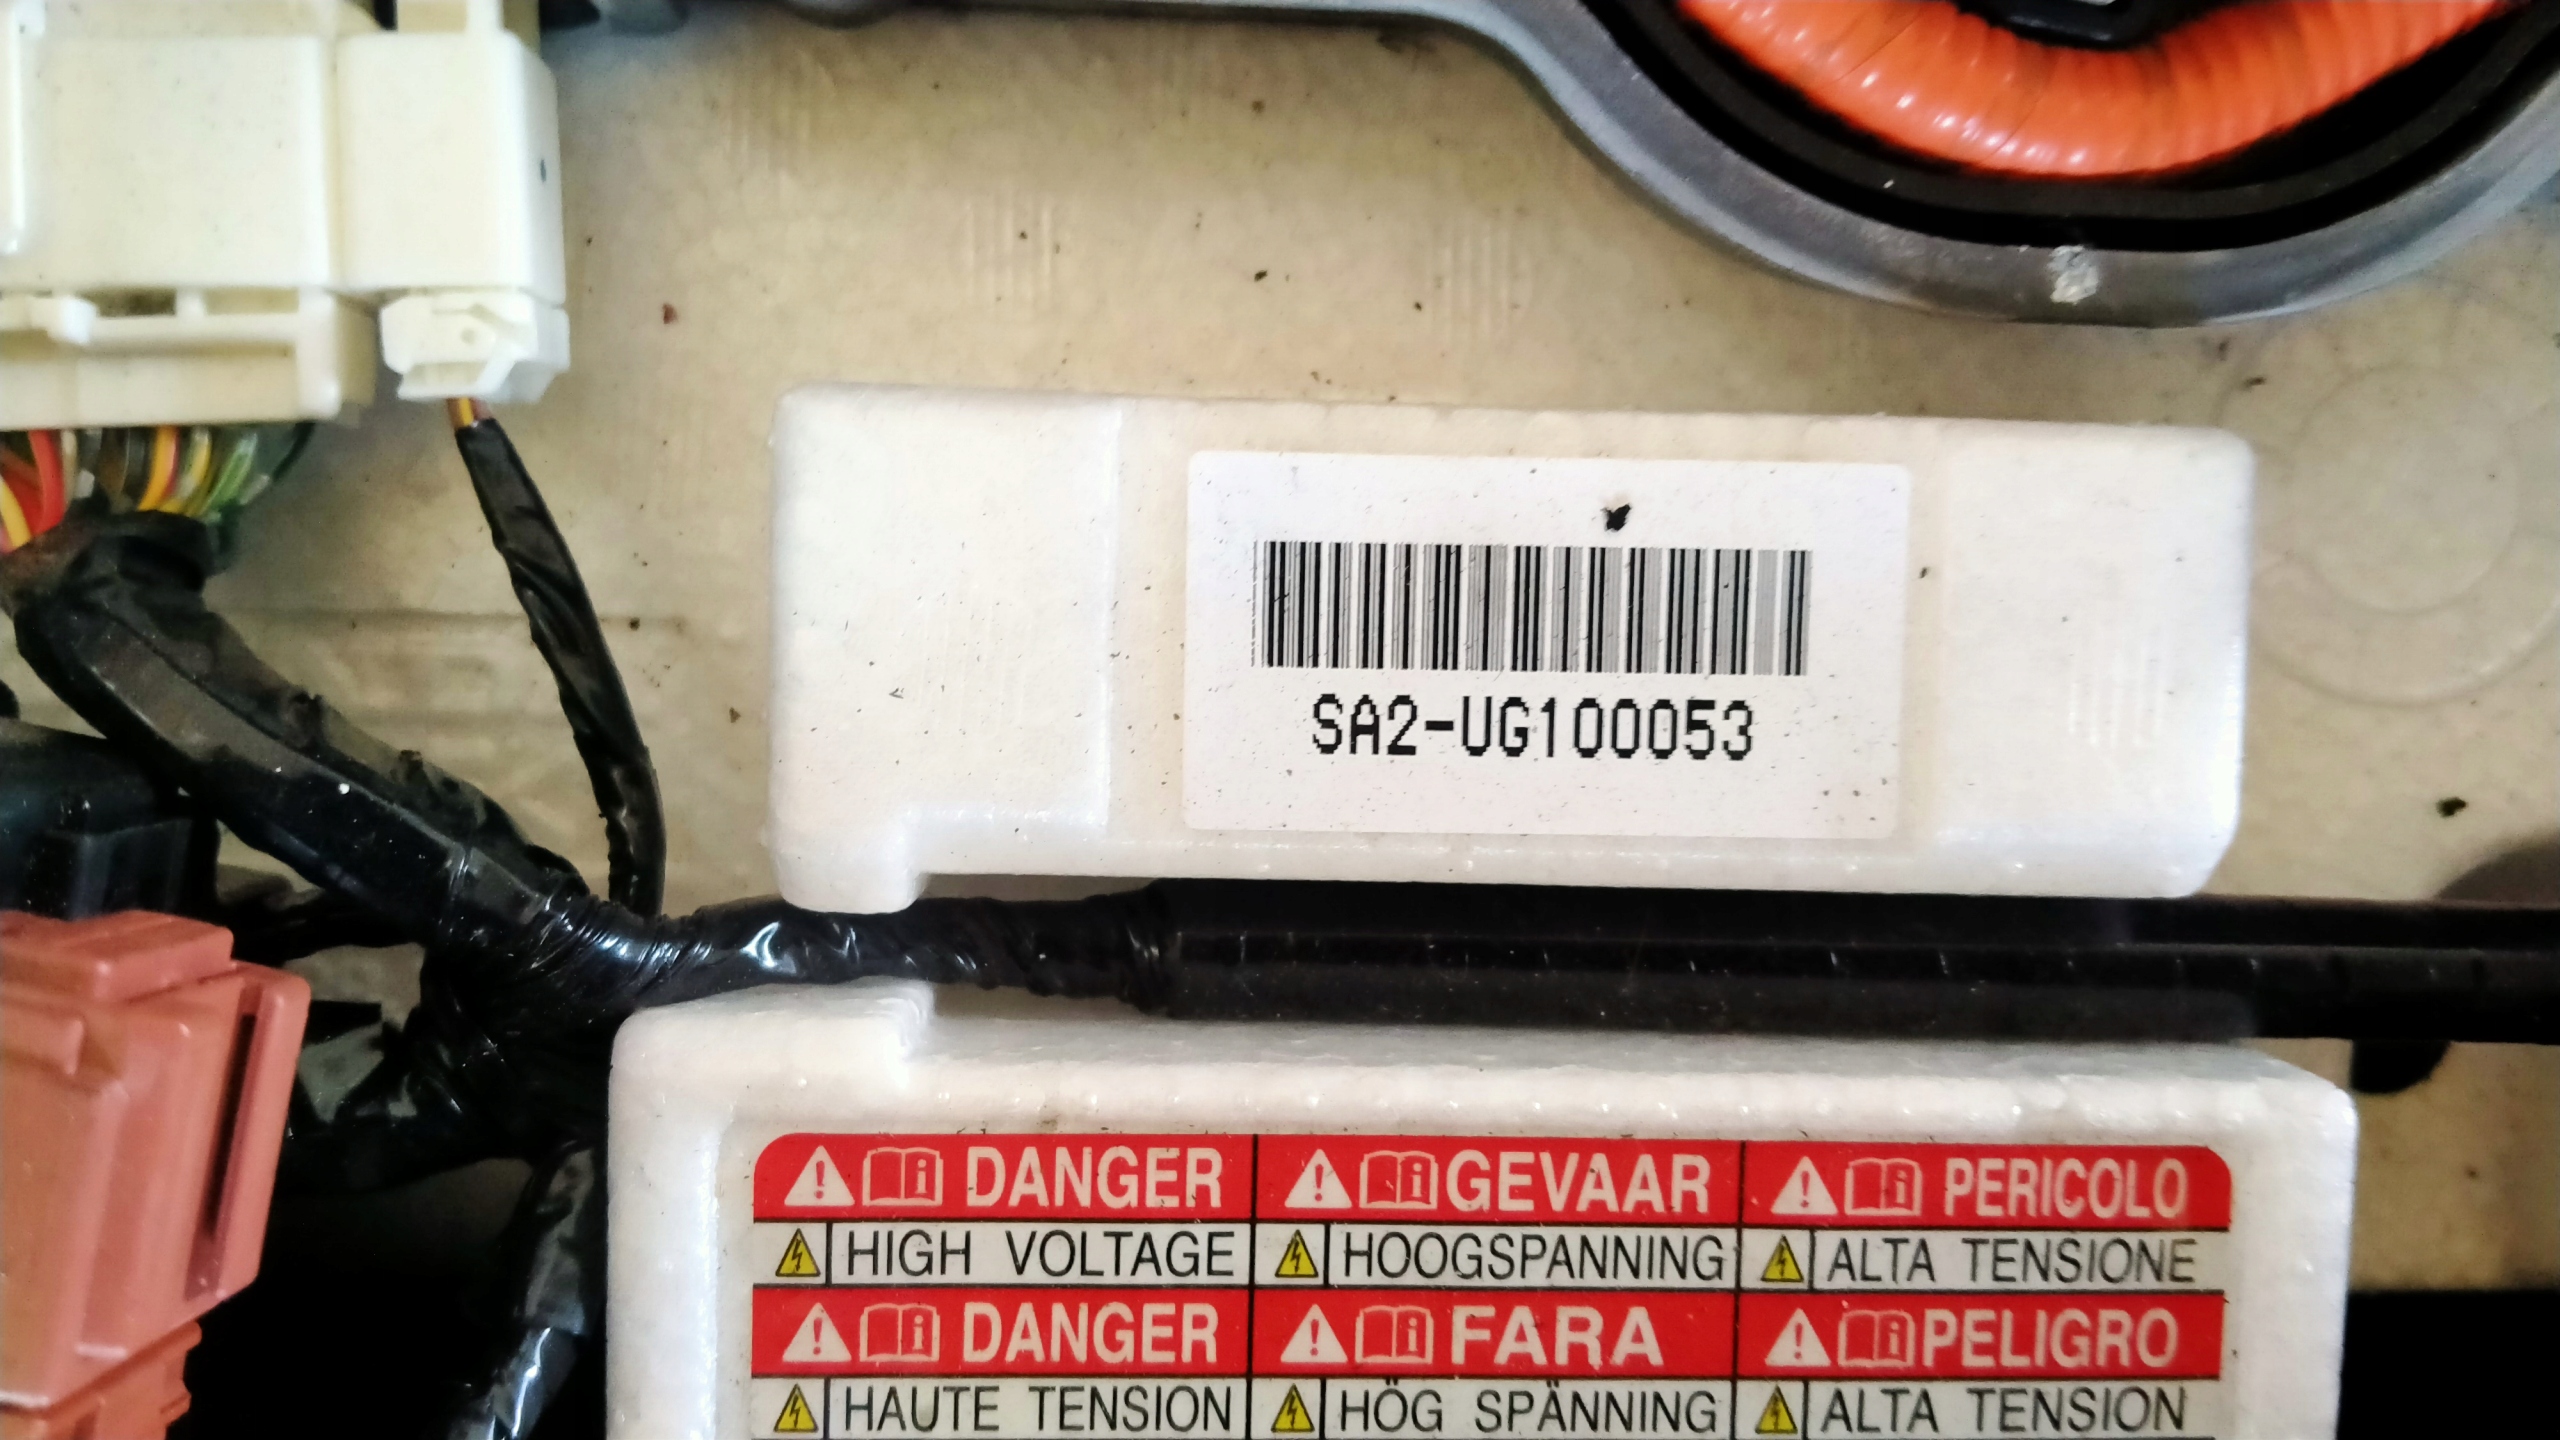 SA2-UG100053
DANGER GEVAAR PERICOLO
HIGH VOLTAGE HOOGSPANNING ALTA TENSIONE
DANGER FARA PELIGRO
HAUTE TENSION HÖG SPÄNNING ALTA TENSION